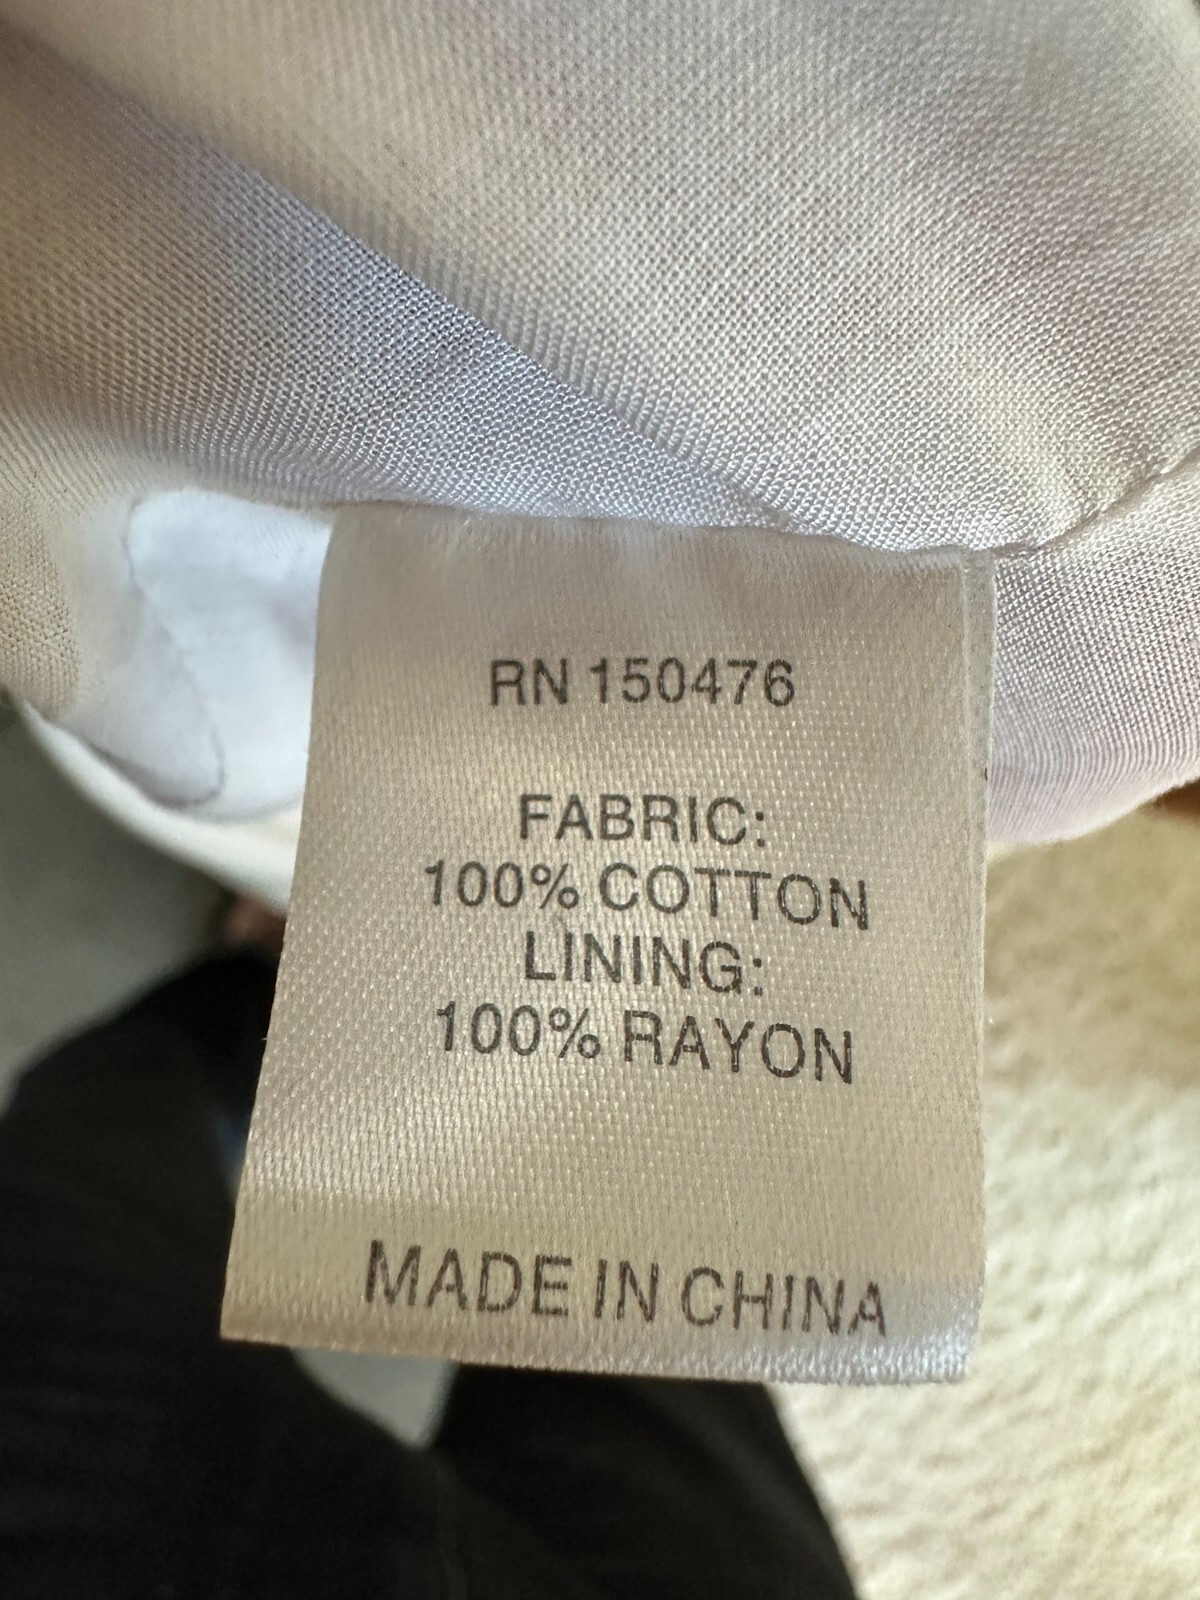 RN 150476
FABRIC:
100% COTTON
LINING:
100% RAYON
MADE IN CHINA